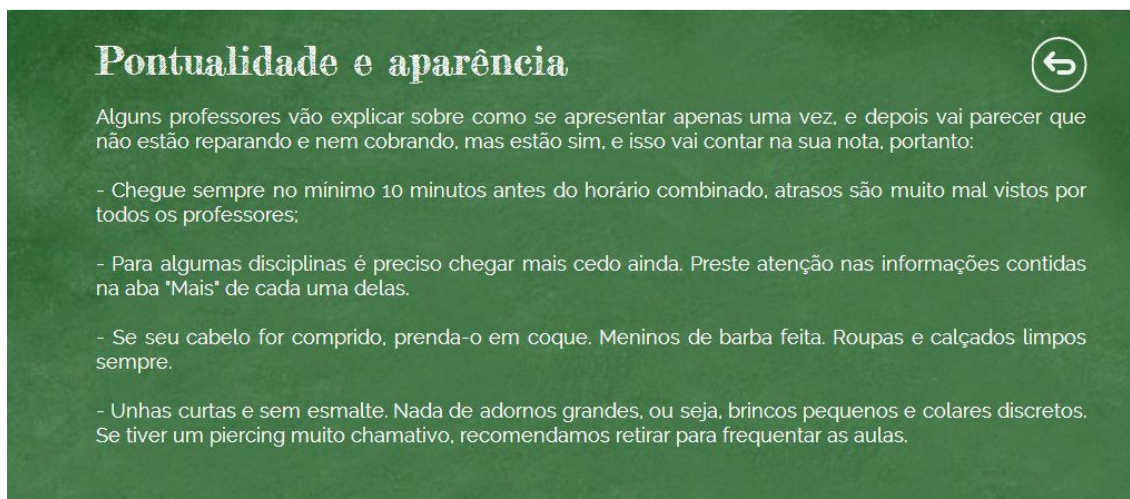 Pontualidade e aparência
Alguns professores vão explicar sobre como se apresentar apenas uma vez, e depois vai parecer que
não estão reparando e nem cobrando, mas estão sim, e isso vai contar na sua nota, portanto:
- Chegue sempre no mínimo 10 minutos antes do horário combinado, atrasos são muito mal vistos por
todos os professores;
- Para algumas disciplinas é preciso chegar mais cedo ainda. Preste atenção nas informações contidas
na aba "Mais" de cada uma delas.
- Se seu cabelo for comprido, prenda-o em coque. Meninos de barba feita. Roupas e calçados limpos
sempre.
- Unhas curtas e sem esmalte. Nada de adornos grandes, ou seja, brincos pequenos e colares discretos.
Se tiver um piercing muito chamativo, recomendamos retirar para frequentar as aulas.